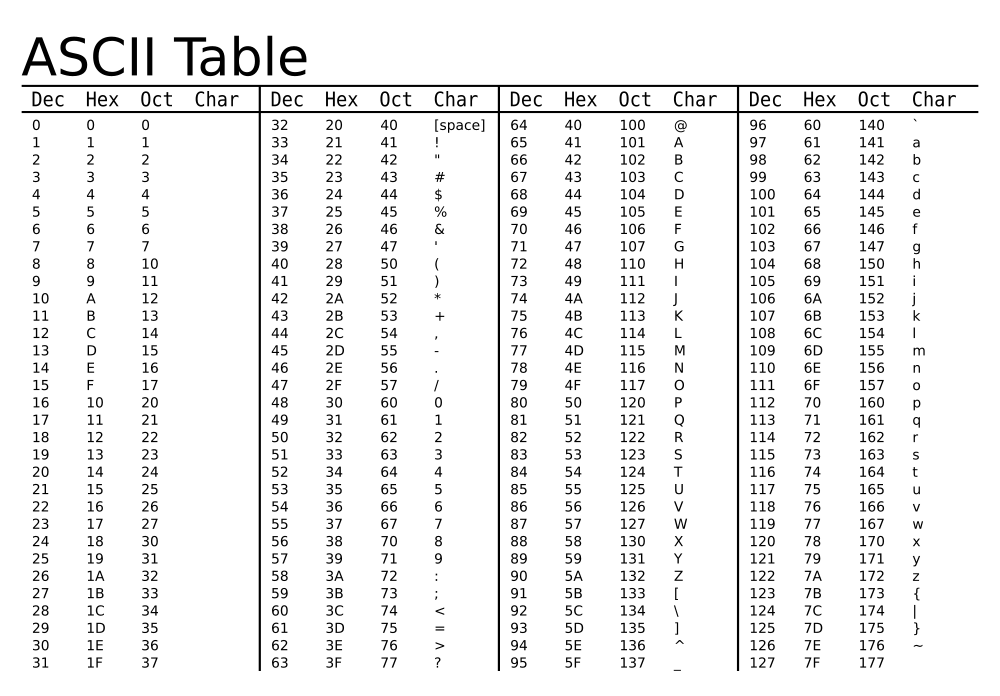 ASCII Table
Dec Hex Oct Char Dec Hex Oct Char Dec Hex Oct Char Dec Hex Oct Char
0 0 0 32 20 40 [space] 64 40 100 @ 96 60 140 `
1 1 1 33 21 41 ! 65 41 101 A 97 61 141 a
2 2 2 34 22 42 " 66 42 102 B 98 62 142 b
3 3 3 35 23 43 # 67 43 103 C 99 63 143 c
4 4 4 36 24 44 $ 68 44 104 D 100 64 144 d
5 5 5 37 25 45 % 69 45 105 E 101 65 145 e
6 6 6 38 26 46 & 70 46 106 F 102 66 146 f
7 7 7 39 27 47 ' 71 47 107 G 103 67 147 g
8 8 10 40 28 50 ( 72 48 110 H 104 68 150 h
9 9 11 41 29 51 ) 73 49 111 I 105 69 151 i
10 A 12 42 2A 52 * 74 4A 112 J 106 6A 152 j
11 B 13 43 2B 53 + 75 4B 113 K 107 6B 153 k
12 C 14 44 2C 54 , 76 4C 114 L 108 6C 154 l
13 D 15 45 2D 55 - 77 4D 115 M 109 6D 155 m
14 E 16 46 2E 56 . 78 4E 116 N 110 6E 156 n
15 F 17 47 2F 57 / 79 4F 117 O 111 6F 157 o
16 10 20 48 30 60 0 80 50 120 P 112 70 160 p
17 11 21 49 31 61 1 81 51 121 Q 113 71 161 q
18 12 22 50 32 62 2 82 52 122 R 114 72 162 r
19 13 23 51 33 63 3 83 53 123 S 115 73 163 s
20 14 24 52 34 64 4 84 54 124 T 116 74 164 t
21 15 25 53 35 65 5 85 55 125 U 117 75 165 u
22 16 26 54 36 66 6 86 56 126 V 118 76 166 v
23 17 27 55 37 67 7 87 57 127 W 119 77 167 w
24 18 30 56 38 70 8 88 58 130 X 120 78 170 x
25 19 31 57 39 71 9 89 59 131 Y 121 79 171 y
26 1A 32 58 3A 72 : 90 5A 132 Z 122 7A 172 z
27 1B 33 59 3B 73 ; 91 5B 133 [ 123 7B 173 {
28 1C 34 60 3C 74 < 92 5C 134 \ 124 7C 174 |
29 1D 35 61 3D 75 = 93 5D 135 ] 125 7D 175 }
30 1E 36 62 3E 76 > 94 5E 136 ^ 126 7E 176 ~
31 1F 37 63 3F 77 ? 95 5F 137 _ 127 7F 177